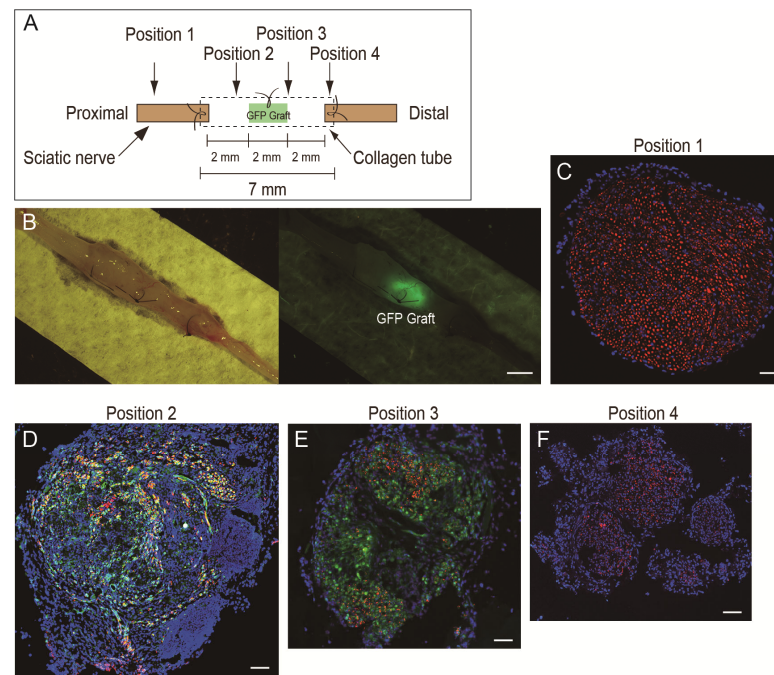 A
Position 1
Position 3
Position 2
Position 4
Proximal
GFP Graft
Distal
Sciatic nerve
2 mm
2 mm
2 mm
Collagen tube
7 mm
B
GFP Graft
Position 1
C
Position 2
D
Position 3
E
Position 4
F